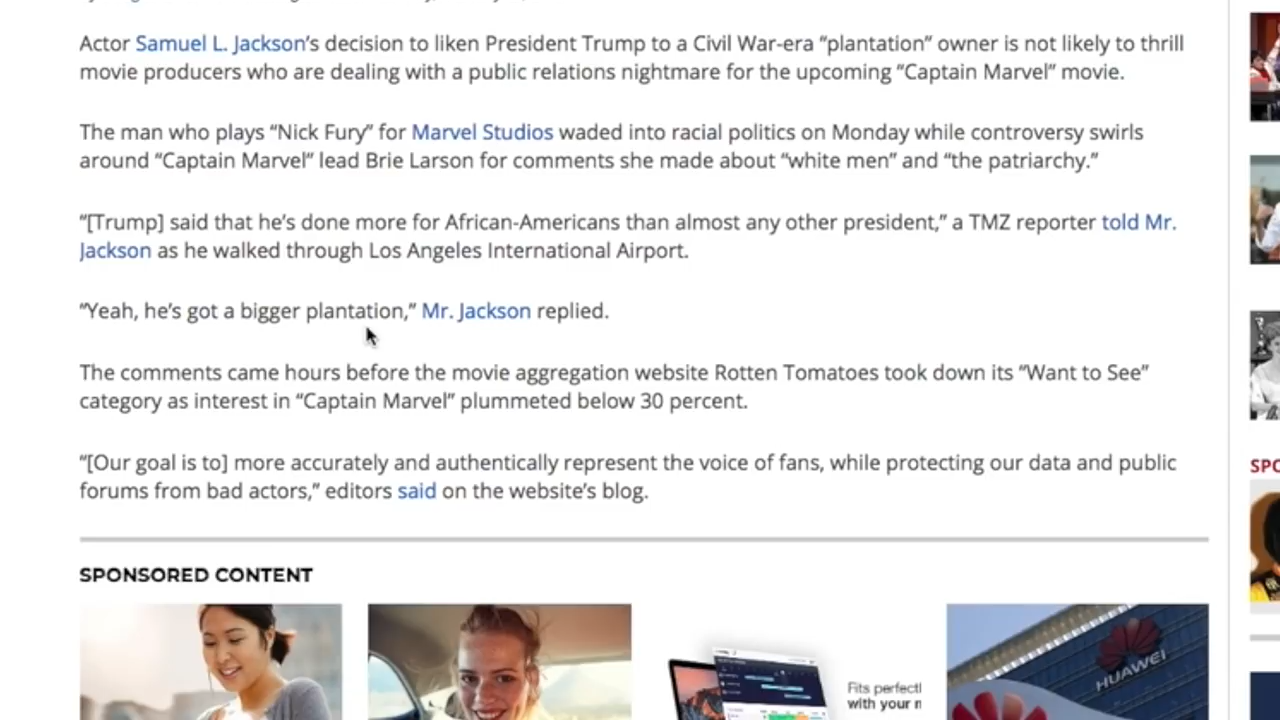 Actor Samuel L. Jackson's decision to liken President Trump to a Civil War-era “plantation” owner is not likely to thrill
movie producers who are dealing with a public relations nightmare for the upcoming “Captain Marvel” movie.
The man who plays “Nick Fury” for Marvel Studios waded into racial politics on Monday while controversy swirls
around “Captain Marvel” lead Brie Larson for comments she made about “white men” and “the patriarchy.”
“[Trump] said that he's done more for African-Americans than almost any other president,” a TMZ reporter told Mr.
Jackson as he walked through Los Angeles International Airport.
“Yeah, he's got a bigger plantation,” Mr. Jackson replied.
The comments came hours before the movie aggregation website Rotten Tomatoes took down its “Want to See”
category as interest in “Captain Marvel” plummeted below 30 percent.
“[Our goal is to] more accurately and authentically represent the voice of fans, while protecting our data and public
forums from bad actors,” editors said on the website's blog.
SPO
SPONSORED CONTENT
HUAWEI
Fits perfectl
with your n